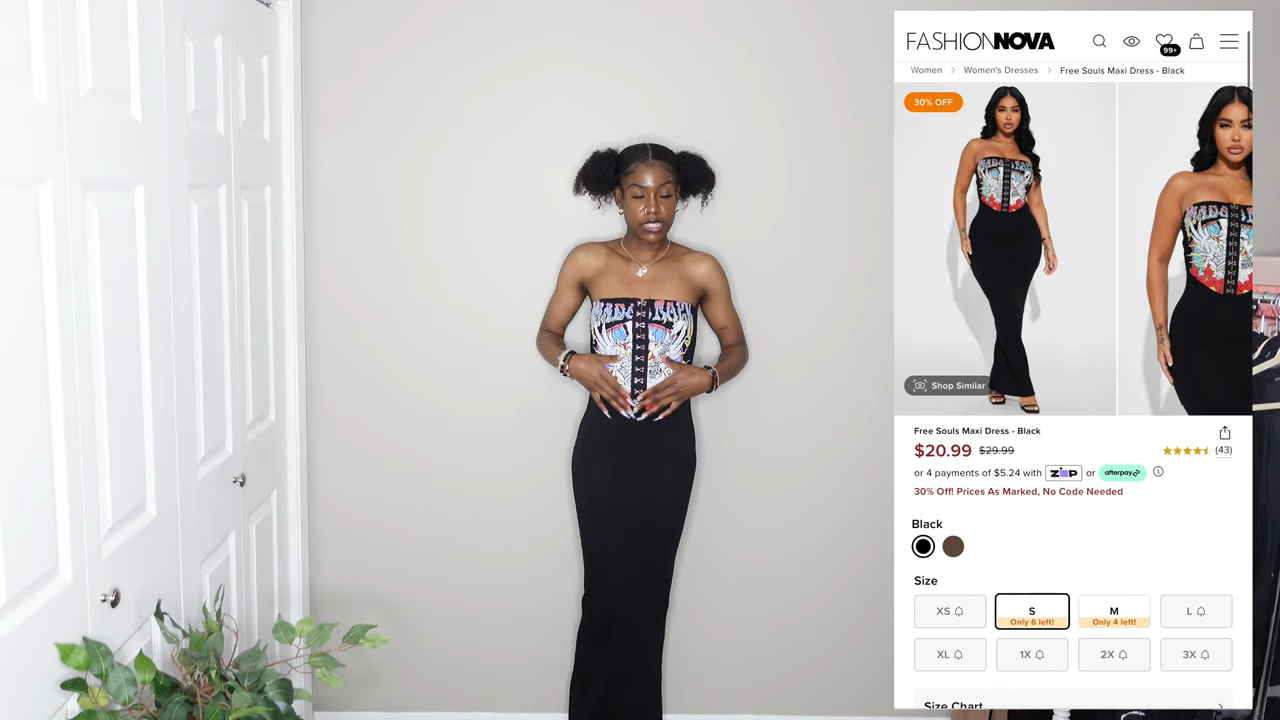 FASHIONNOVA
99+
Women > Women's Dresses > Free Souls Maxi Dress - Black
30% OFF
Shop Similar
Free Souls Maxi Dress - Black
$20.99 $29.99
(43)
or 4 payments of $5.24 with zip or afterpay
30% Off! Prices As Marked, No Code Needed
Black
Size
XS
S
Only 6 left!
M
Only 4 left!
L
XL
1X
2X
3X
Size Chart